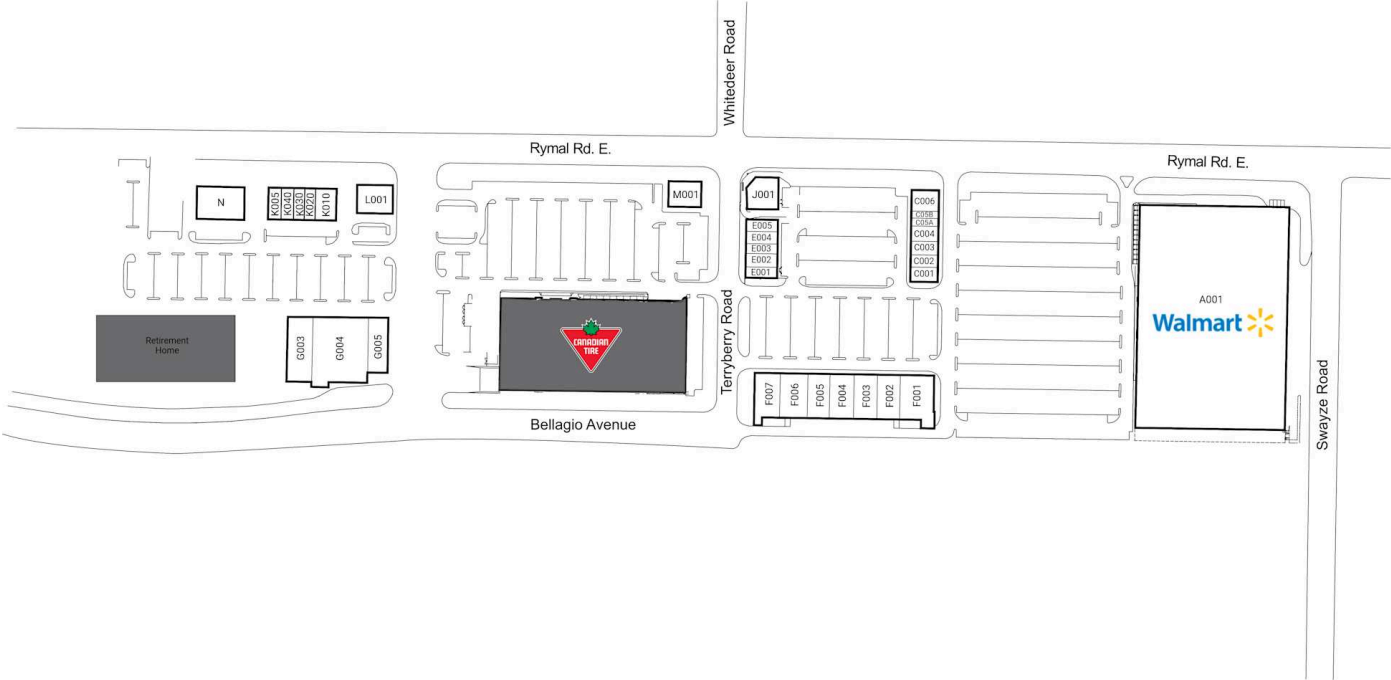 Whitedeer Road
Rymal Rd. E.
Rymal Rd. E.
N
K005
K040
K030
K020
K010
L001
M001
J001
E005
E004
E003
E002
E001
C006
C05B
C05A
C004
C003
C002
C001
A001
Walmart
Retirement
Home
G003
G004
G005
CANADIAN
TIRE
Terryberry Road
F007
F006
F005
F004
F003
F002
F001
Bellagio Avenue
Swayze Road